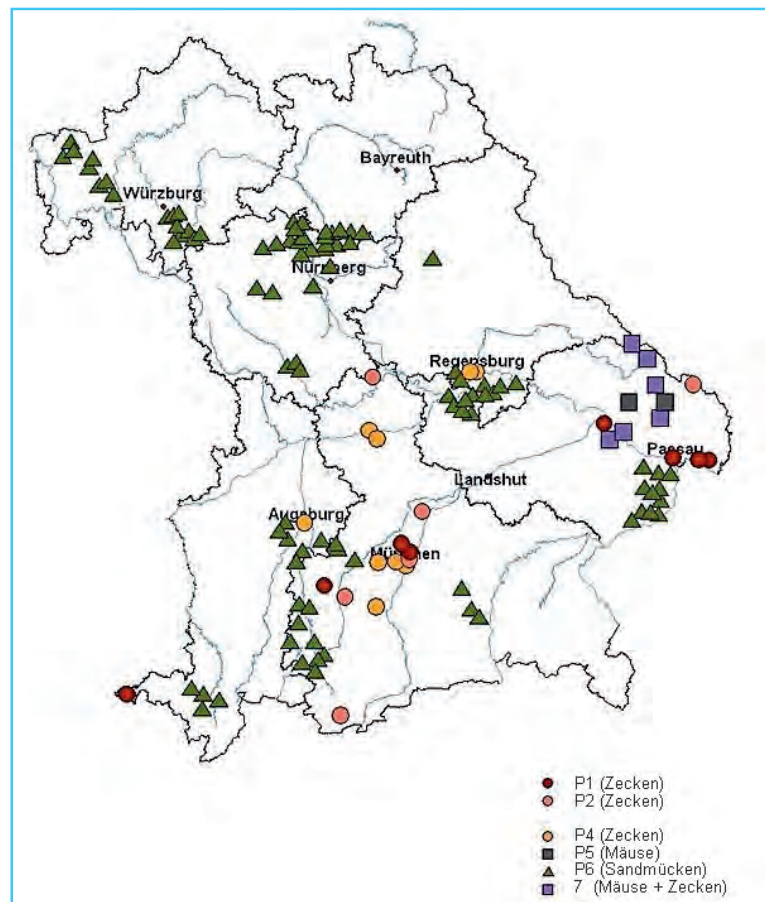 Bayreuth
Würzburg
Nürnberg
Regensburg
Passau
Landshut
Augsburg
München
P1 (Zecken)
P2 (Zecken)
P4 (Zecken)
P5 (Mäuse)
P6 (Sandmücken)
7 (Mäuse + Zecken)